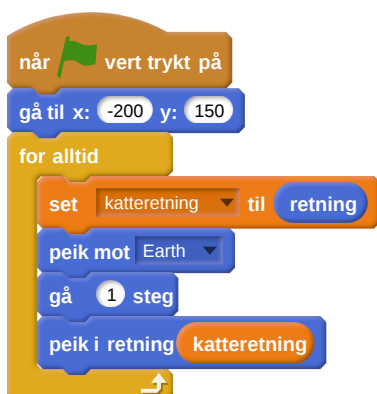 når vert trykt på
gå til x: -200 y: 150
for alltid
set katteretning til retning
peik mot Earth
gå 1 steg
peik i retning katteretning